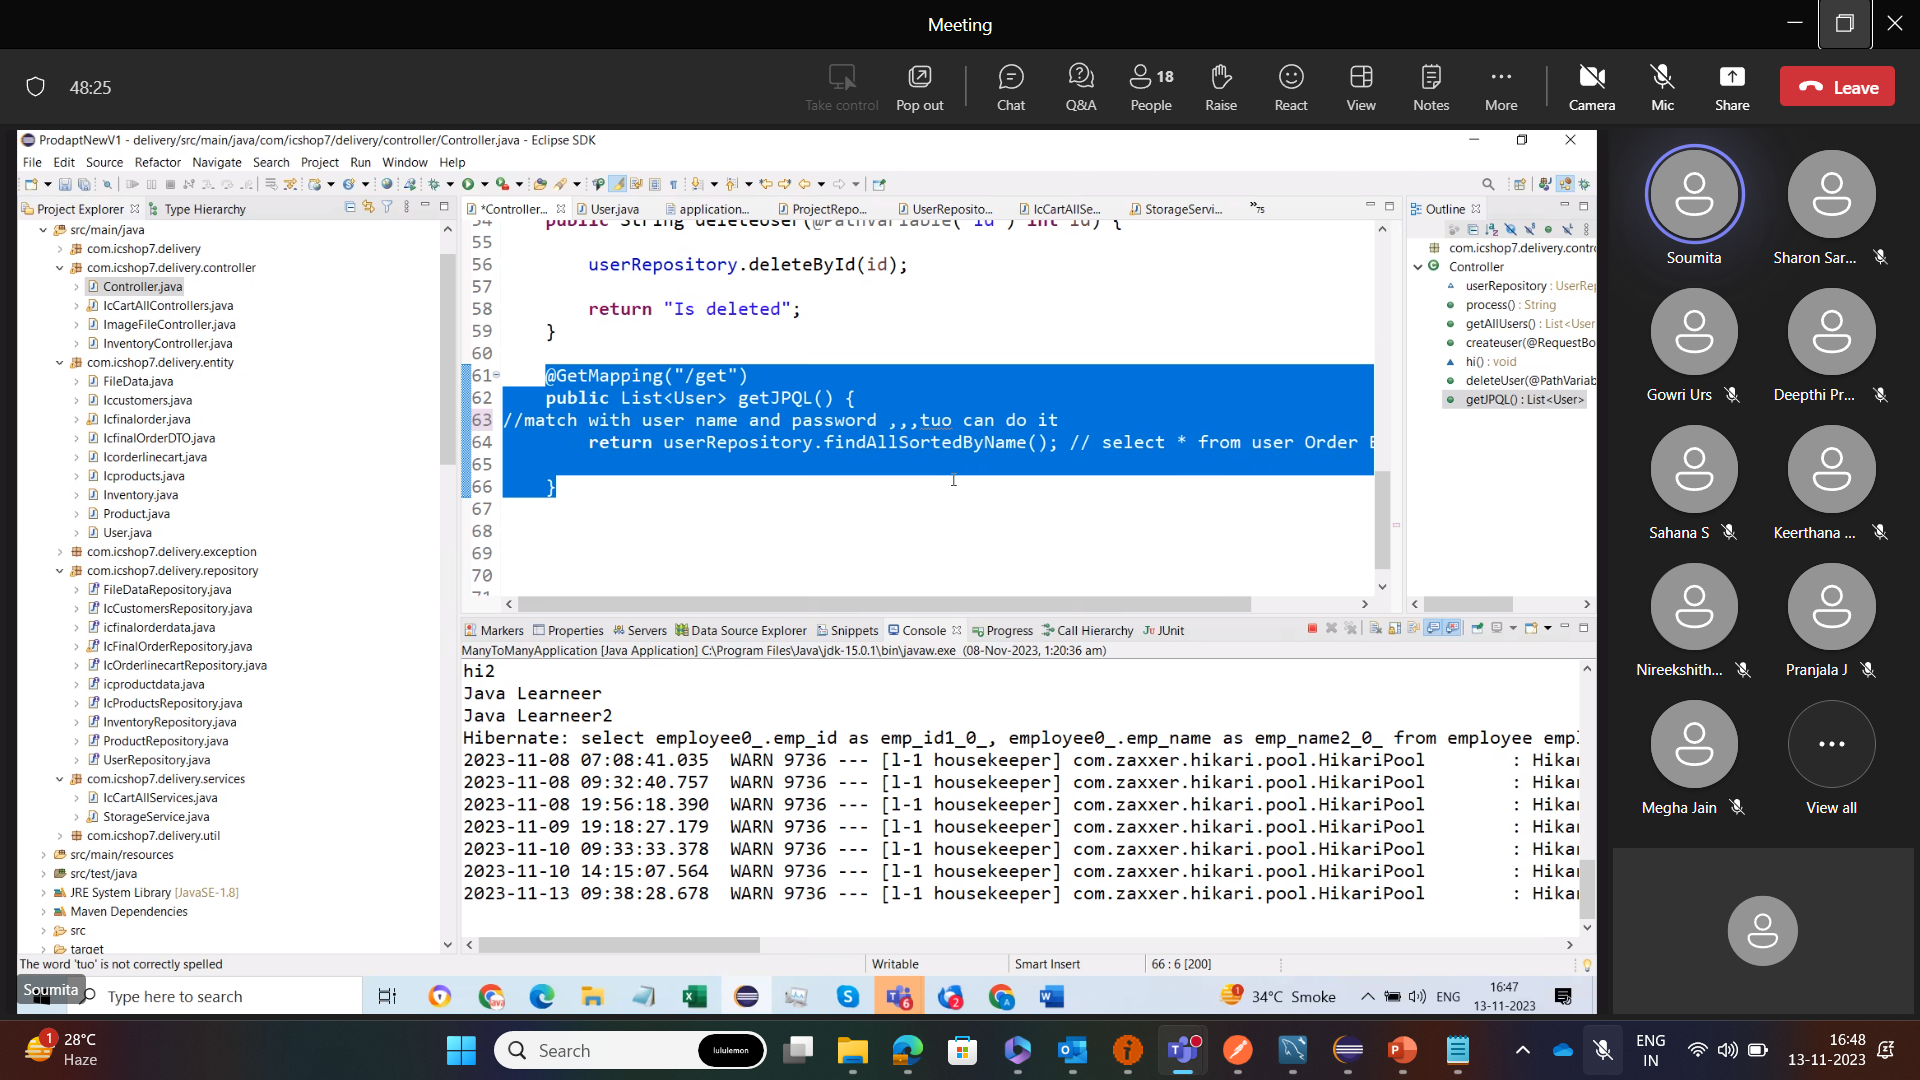 Meeting
48:25
Take control
Pop out
Chat
Q&A
18
People
Raise
React
View
Notes
More
Camera
Mic
Share
Leave
ProdaptNewV1 - delivery/src/main/java/com/icshop7/delivery/controller/Controller.java - Eclipse SDK
File Edit Source Refactor Navigate Search Project Run Window Help
Project Explorer
Type Hierarchy
src/main/java
com.icshop7.delivery
com.icshop7.delivery.controller
Controller.java
IcCartAllControllers.java
ImageFileController.java
InventoryController.java
com.icshop7.delivery.entity
FileData.java
Iccustomers.java
Icfinalorder.java
IcfinalOrderDTO.java
Icorderlinecart.java
Icproducts.java
Inventory.java
Product.java
User.java
com.icshop7.delivery.exception
com.icshop7.delivery.repository
FileDataRepository.java
IcCustomersRepository.java
icfinalorderdata.java
IcFinalOrderRepository.java
IcOrderlinecartRepository.java
icproductdata.java
IcProductsRepository.java
InventoryRepository.java
ProductRepository.java
UserRepository.java
com.icshop7.delivery.services
IcCartAllServices.java
StorageService.java
com.icshop7.delivery.util
src/main/resources
src/test/java
JRE System Library [JavaSE-1.8]
Maven Dependencies
src
target
*Controller... User.java application... ProjectRepo... UserReposito... IcCartAllSe... StorageServi... »75
54 public String deleteUser(@PathVariable("id") int id) {
55
56 userRepository.deleteById(id);
57
58 return "Is deleted";
59 }
60
61 @GetMapping("/get")
62 public List<User> getJPQL() {
63 //match with user name and password ,,,tuo can do it
64 return userRepository.findAllSortedByName(); // select * from user Order
65
66 }
67
68
69
70
71
Outline
com.icshop7.delivery.contro
Controller
userRepository : UserRe
process() : String
getAllUsers() : List<User
createuser(@RequestBo
hi() : void
deleteUser(@PathVariab
getJPQL() : List<User>
Markers Properties Servers Data Source Explorer Snippets Console Progress Call Hierarchy JUnit
ManyToManyApplication [Java Application] C:\Program Files\Java\jdk-15.0.1\bin\javaw.exe (08-Nov-2023, 1:20:36 am)
hi2
Java Learneer
Java Learneer2
Hibernate: select employee0_.emp_id as emp_id1_0_, employee0_.emp_name as emp_name2_0_ from employee empl
2023-11-08 07:08:41.035 WARN 9736 --- [l-1 housekeeper] com.zaxxer.hikari.pool.HikariPool : Hika
2023-11-08 09:32:40.757 WARN 9736 --- [l-1 housekeeper] com.zaxxer.hikari.pool.HikariPool : Hika
2023-11-08 19:56:18.390 WARN 9736 --- [l-1 housekeeper] com.zaxxer.hikari.pool.HikariPool : Hika
2023-11-09 19:18:27.179 WARN 9736 --- [l-1 housekeeper] com.zaxxer.hikari.pool.HikariPool : Hika
2023-11-10 09:33:33.378 WARN 9736 --- [l-1 housekeeper] com.zaxxer.hikari.pool.HikariPool : Hika
2023-11-10 14:15:07.564 WARN 9736 --- [l-1 housekeeper] com.zaxxer.hikari.pool.HikariPool : Hika
2023-11-13 09:38:28.678 WARN 9736 --- [l-1 housekeeper] com.zaxxer.hikari.pool.HikariPool : Hika
The word 'tuo' is not correctly spelled
Writable
Smart Insert
66 : 6 [200]
Soumita
Type here to search
34°C Smoke
ENG
16:47
13-11-2023
Soumita
Sharon Sar...
Gowri Urs
Deepthi Pr...
Sahana S
Keerthana ...
Nireekshith...
Pranjala J
Megha Jain
View all
1
28°C
Haze
Search
lululemon
ENG
IN
16:48
13-11-2023